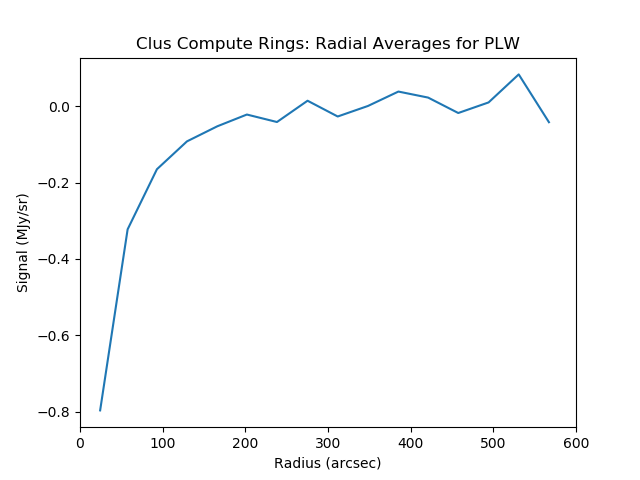 Clus Compute Rings: Radial Averages for PLW
0.0
−0.2
−0.4
−0.6
−0.8
Signal (MJy/sr)
0 100 200 300 400 500 600
Radius (arcsec)